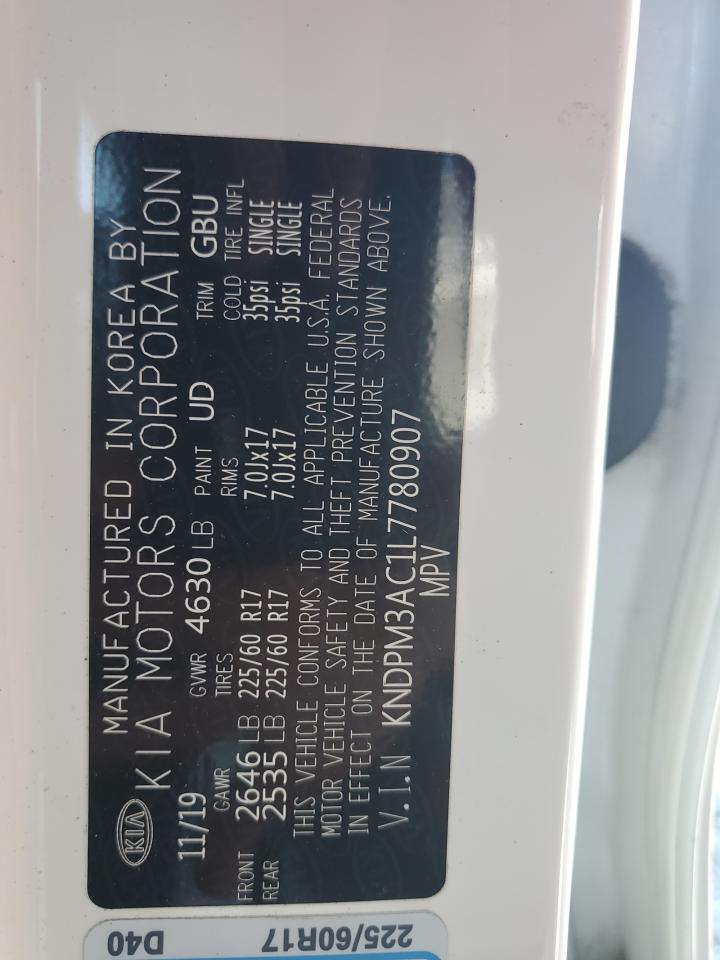 MANUFACTURED IN KOREA BY
KIA KIA MOTORS CORPORATION
11/19 GVWR 4630 LB PAINT UD TRIM GBU
GAWR TIRES RIMS COLD TIRE INFL
FRONT 2646 LB 225/60 R17 7.0Jx17 35psi SINGLE
REAR 2535 LB 225/60 R17 7.0Jx17 35psi SINGLE
THIS VEHICLE CONFORMS TO ALL APPLICABLE U.S.A. FEDERAL
MOTOR VEHICLE SAFETY AND THEFT PREVENTION STANDARDS
IN EFFECT ON THE DATE OF MANUFACTURE SHOWN ABOVE.
V.I.N KNDPM3AC1L7780907
MPV
225/60R17
D40